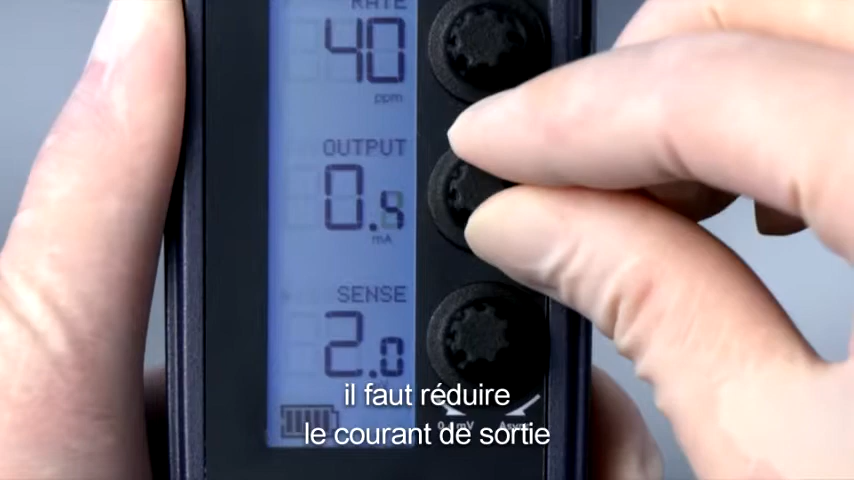 RATE
40
ppm
OUTPUT
0.5
mA
SENSE
2.0
il faut réduire
le courant de sortie